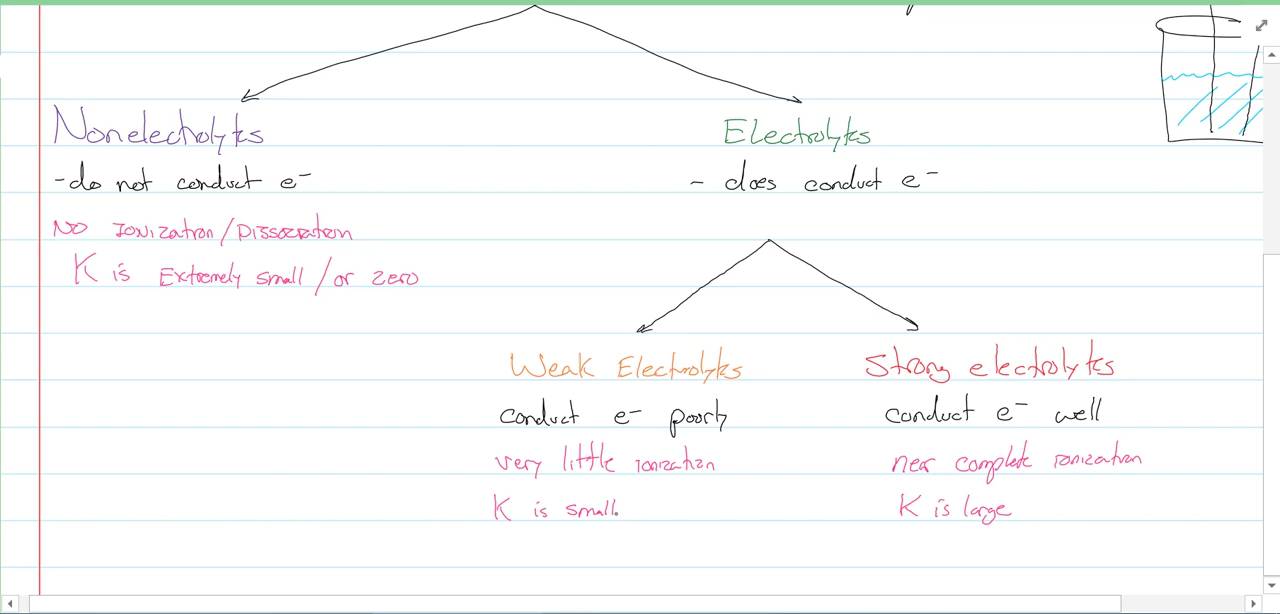 Nonelectrolytes
-do not conduct e⁻
NO Ionization/Dissociation
K is Extremely small/or zero
Electrolytes
- does conduct e⁻
Weak Electrolytes
conduct e⁻ poorly
very little ionization
K is small.
Strong electrolytes
conduct e⁻ well
near complete ionization
K is large